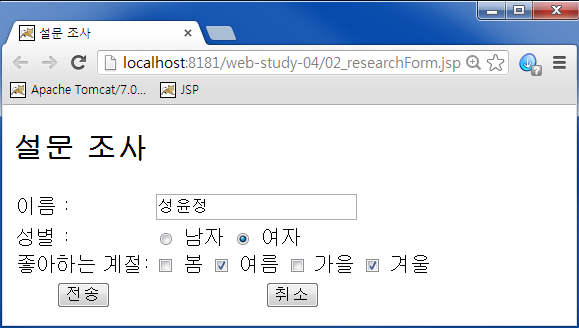 설문 조사
localhost:8181/web-study-04/02_researchForm.jsp
Apache Tomcat/7.0... JSP
설문 조사
이름 : 성윤정
성별 : 남자 여자
좋아하는 계절: 봄 여름 가을 겨울
전송 취소